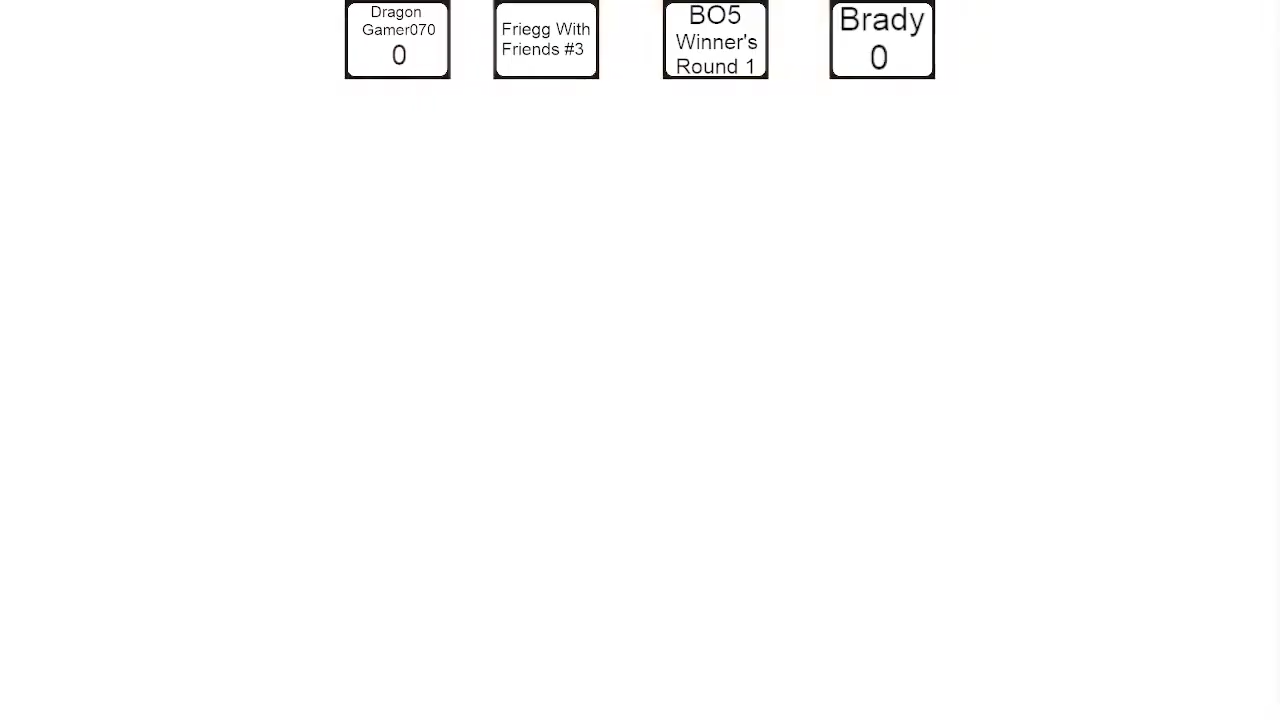 Dragon
Gamer070
0
Friegg With
Friends #3
BO5
Winner's
Round 1
Brady
0